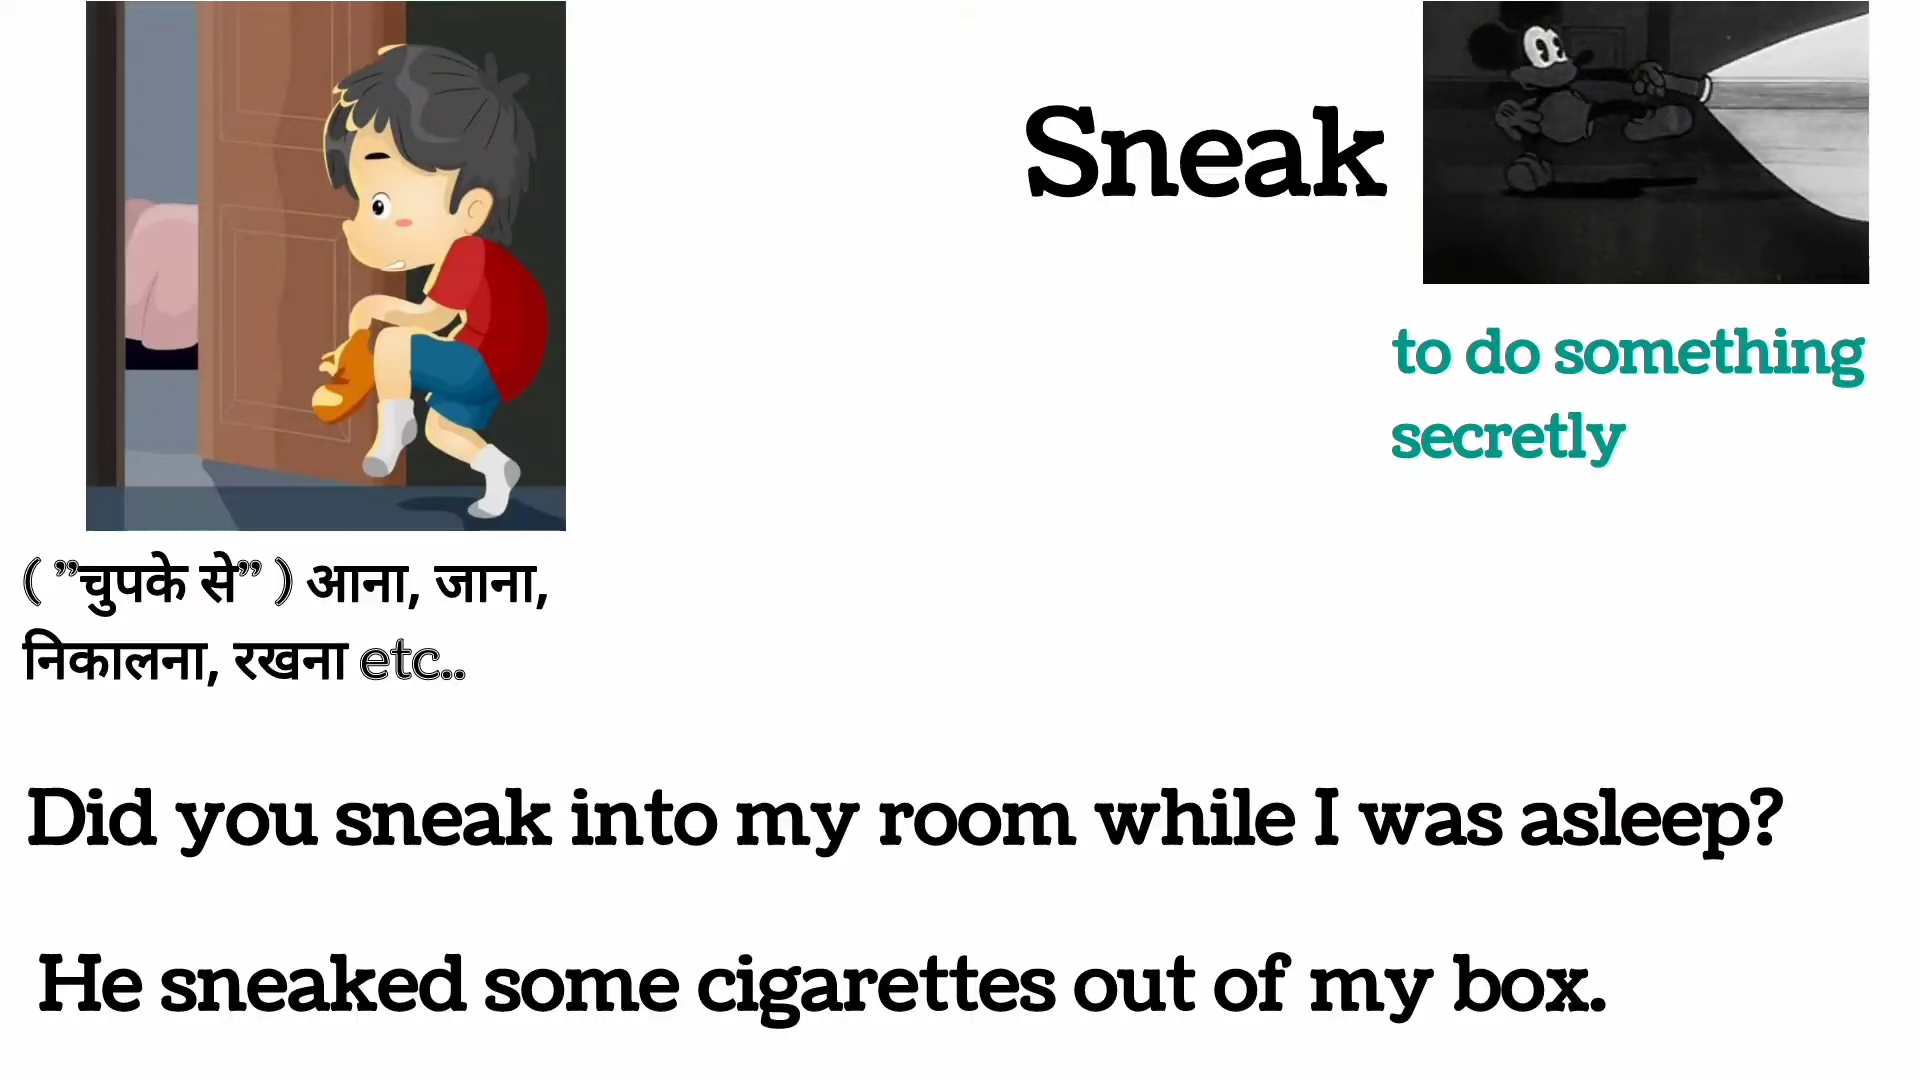 Sneak
to do something
secretly
( ”चुपके से” ) आना, जाना,
निकालना, रखना etc..
Did you sneak into my room while I was asleep?
He sneaked some cigarettes out of my box.